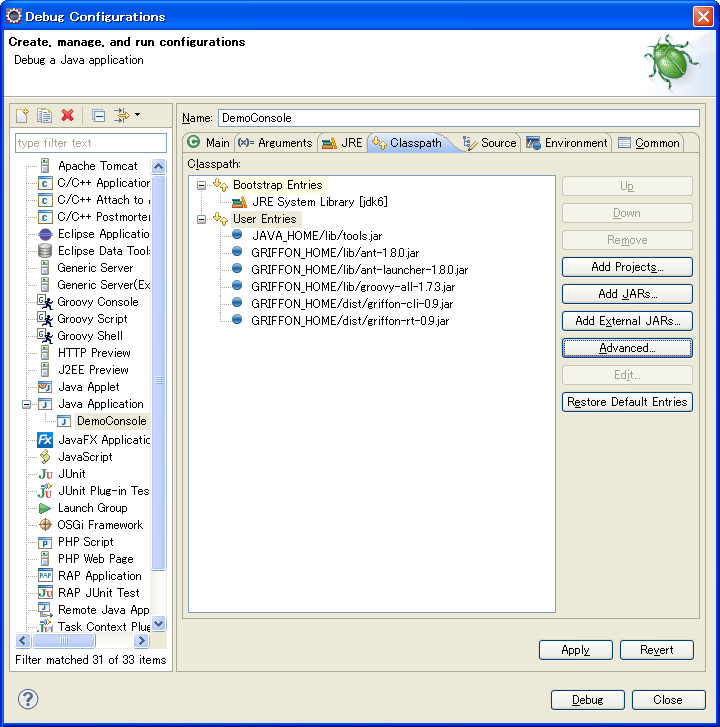 Debug Configurations
Create, manage, and run configurations
Debug a Java application
type filter text
Apache Tomcat
C/C++ Application
C/C++ Attach to
C/C++ Postmorter
Eclipse Applicatio
Eclipse Data Tools
Generic Server
Generic Server(Ex
Groovy Console
Groovy Script
Groovy Shell
HTTP Preview
J2EE Preview
Java Applet
Java Application
DemoConsole
JavaFX Applicatio
JavaScript
JUnit
JUnit Plug-in Tes
Launch Group
OSGi Framework
PHP Script
PHP Web Page
RAP Application
RAP JUnit Test
Remote Java App
Task Context Plug
Filter matched 31 of 33 items
Name: DemoConsole
Main (x)= Arguments JRE Classpath Source Environment Common
Classpath:
Bootstrap Entries
JRE System Library [jdk6]
User Entries
JAVA_HOME/lib/tools.jar
GRIFFON_HOME/lib/ant-1.8.0.jar
GRIFFON_HOME/lib/ant-launcher-1.8.0.jar
GRIFFON_HOME/lib/groovy-all-1.7.3.jar
GRIFFON_HOME/dist/griffon-cli-0.9.jar
GRIFFON_HOME/dist/griffon-rt-0.9.jar
Up
Down
Remove
Add Projects...
Add JARs...
Add External JARs...
Advanced...
Edit...
Restore Default Entries
Apply Revert
Debug Close